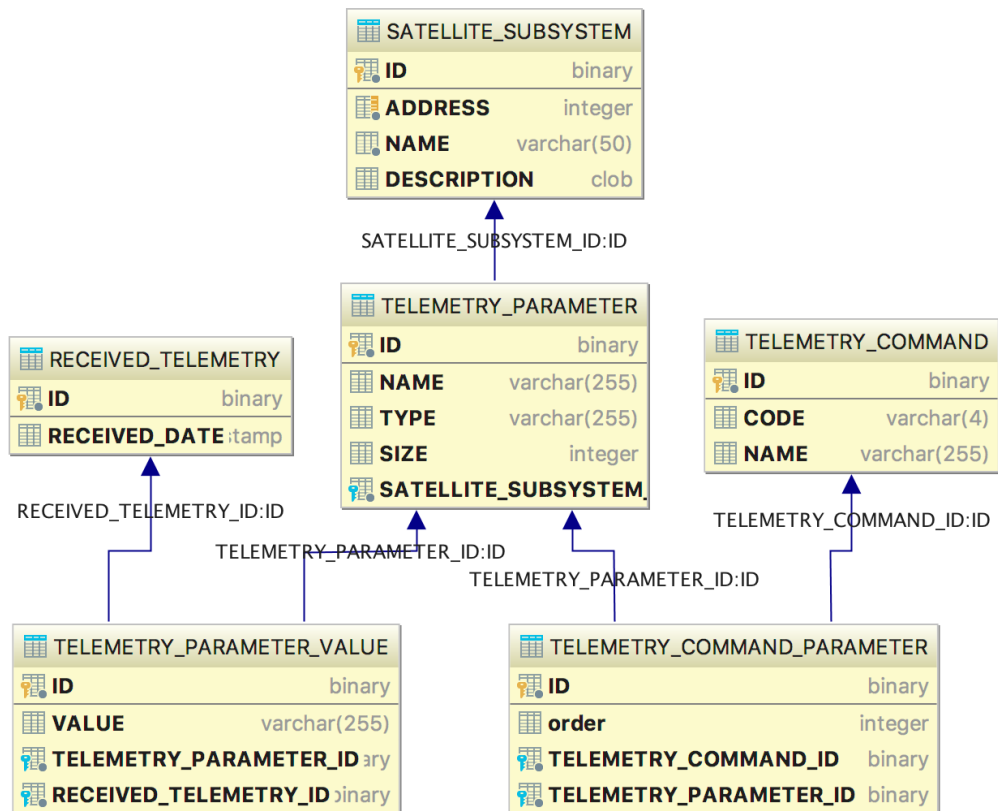 SATELLITE_SUBSYSTEM
ID binary
ADDRESS integer
NAME varchar(50)
DESCRIPTION clob
SATELLITE_SUBSYSTEM_ID:ID
TELEMETRY_PARAMETER
ID binary
NAME varchar(255)
TYPE varchar(255)
SIZE integer
SATELLITE_SUBSYSTEM_
RECEIVED_TELEMETRY
ID binary
RECEIVED_DATE stamp
TELEMETRY_COMMAND
ID binary
CODE varchar(4)
NAME varchar(255)
RECEIVED_TELEMETRY_ID:ID
TELEMETRY_PARAMETER_ID:ID
TELEMETRY_PARAMETER_ID:ID
TELEMETRY_COMMAND_ID:ID
TELEMETRY_PARAMETER_VALUE
ID binary
VALUE varchar(255)
TELEMETRY_PARAMETER_ID ary
RECEIVED_TELEMETRY_ID binary
TELEMETRY_COMMAND_PARAMETER
ID binary
order integer
TELEMETRY_COMMAND_ID binary
TELEMETRY_PARAMETER_ID binary